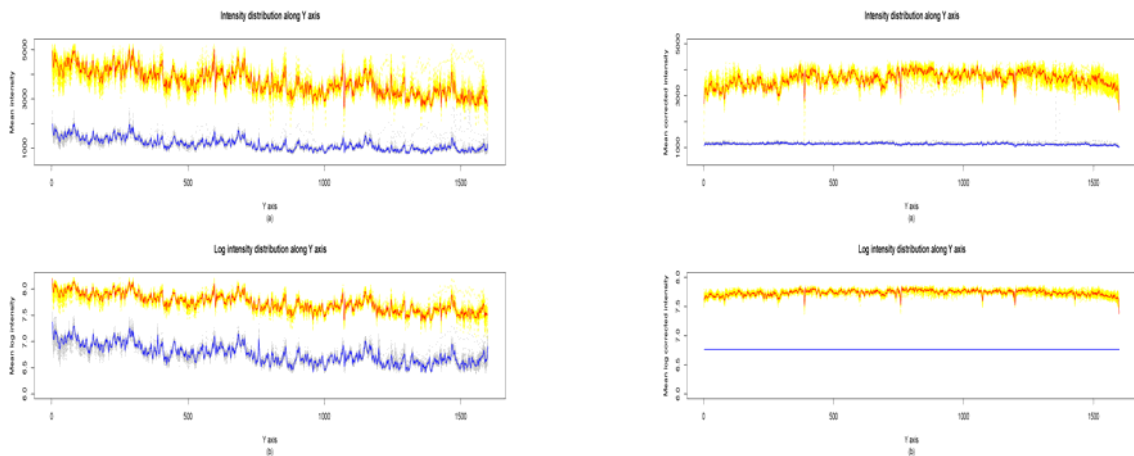 Intensity distribution along Y axis
Mean intensity
5000
3000
1000
0
500
1000
1500
Y axis
(a)
Intensity distribution along Y axis
Mean corrected intensity
5000
3000
1000
0
500
1000
1500
Y axis
(a)
Log intensity distribution along Y axis
Mean log intensity
8.0
7.5
7.0
6.5
6.0
0
500
1000
1500
Y axis
(b)
Log intensity distribution along Y axis
Mean log corrected intensity
8.0
7.5
7.0
6.5
6.0
0
500
1000
1500
Y axis
(b)